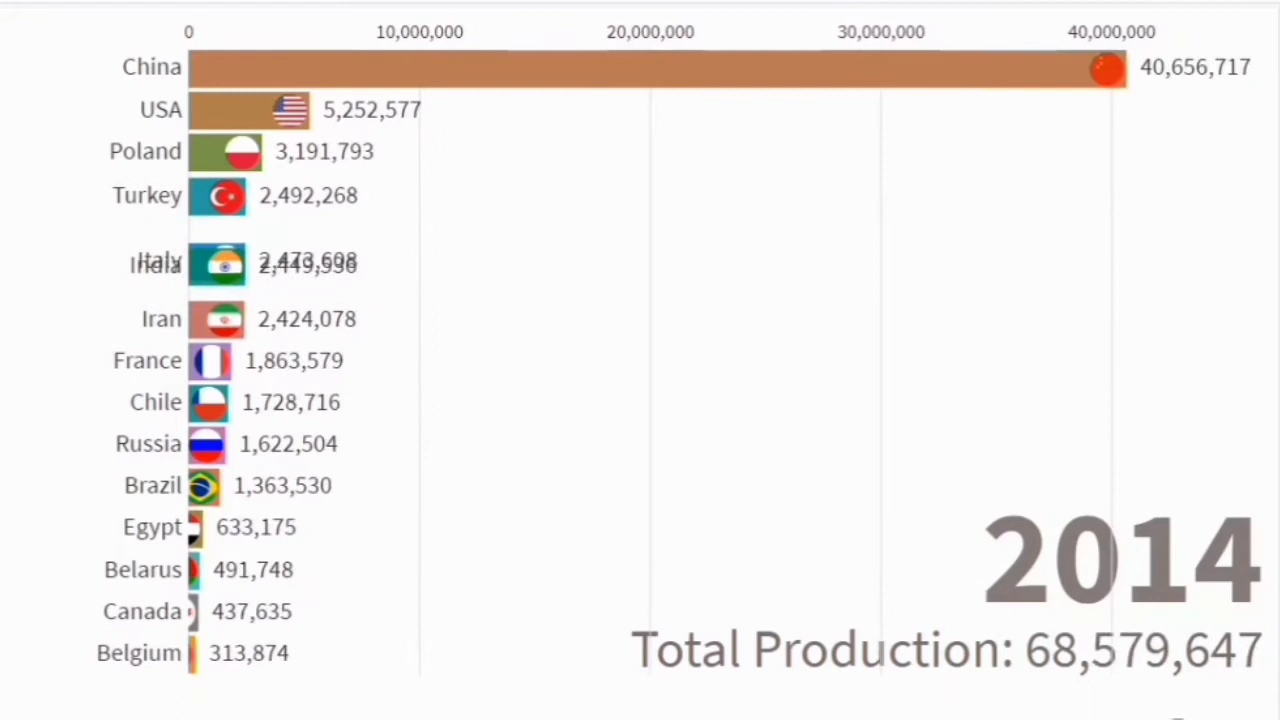 0 10,000,000 20,000,000 30,000,000 40,000,000
China 40,656,717
USA 5,252,577
Poland 3,191,793
Turkey 2,492,268
Italy
India
Iran 2,424,078
France 1,863,579
Chile 1,728,716
Russia 1,622,504
Brazil 1,363,530
Egypt 633,175
Belarus 491,748
Canada 437,635
Belgium 313,874
2014
Total Production: 68,579,647